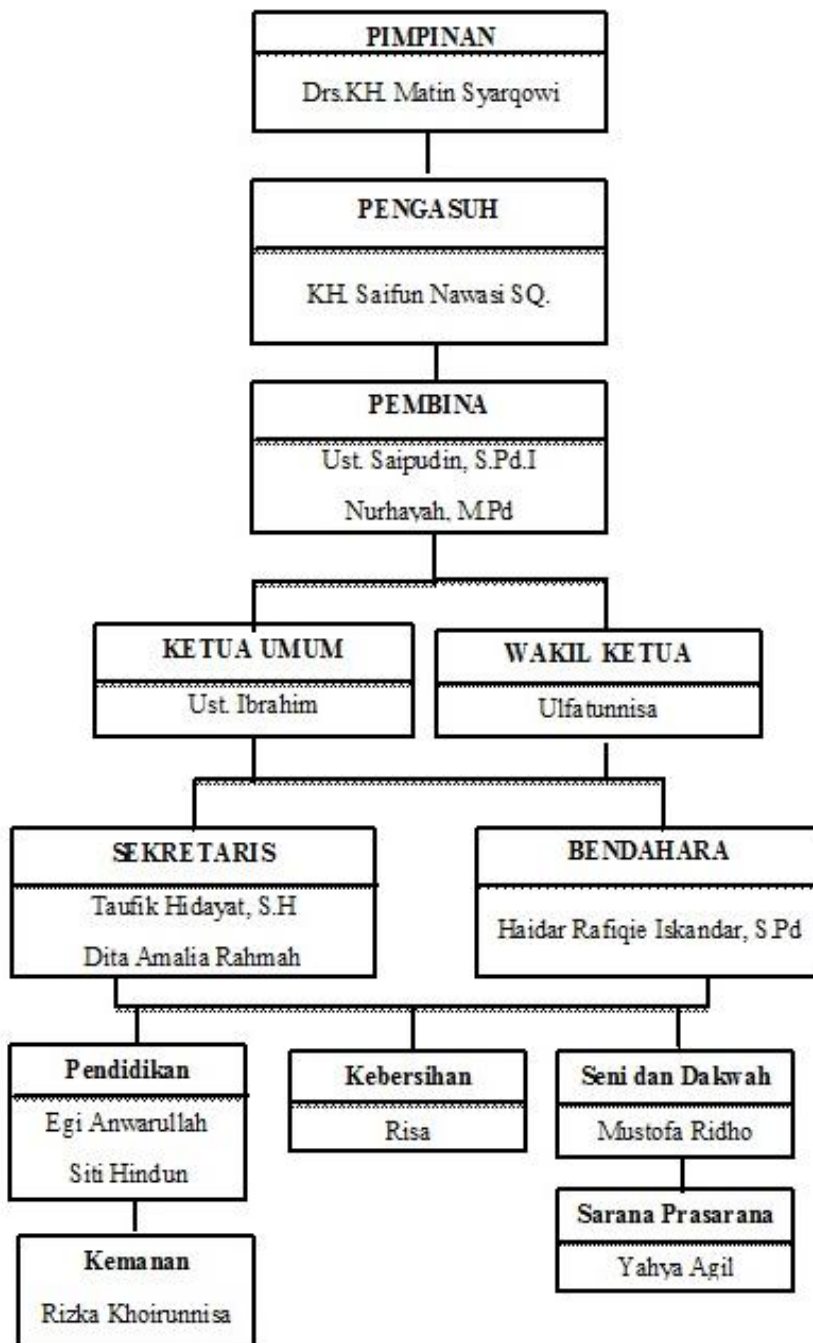 PIMPINAN
Drs.KH. Matin Syarqowi
PENGASUH
KH. Saifun Nawasi SQ.
PEMBINA
Ust. Saipudin, S.Pd.I
Nurhayah, M.Pd
KETUA UMUM
Ust. Ibrahim
WAKIL KETUA
Ulfatunnisa
SEKRETARIS
Taufik Hidayat, S.H
Dita Amalia Rahmah
BENDAHARA
Haidar Rafiqie Iskandar, S.Pd
Pendidikan
Egi Anwarullah
Siti Hindun
Kebersihan
Risa
Seni dan Dakwah
Mustofa Ridho
Kemanan
Rizka Khoirunnisa
Sarana Prasarana
Yahya Agil